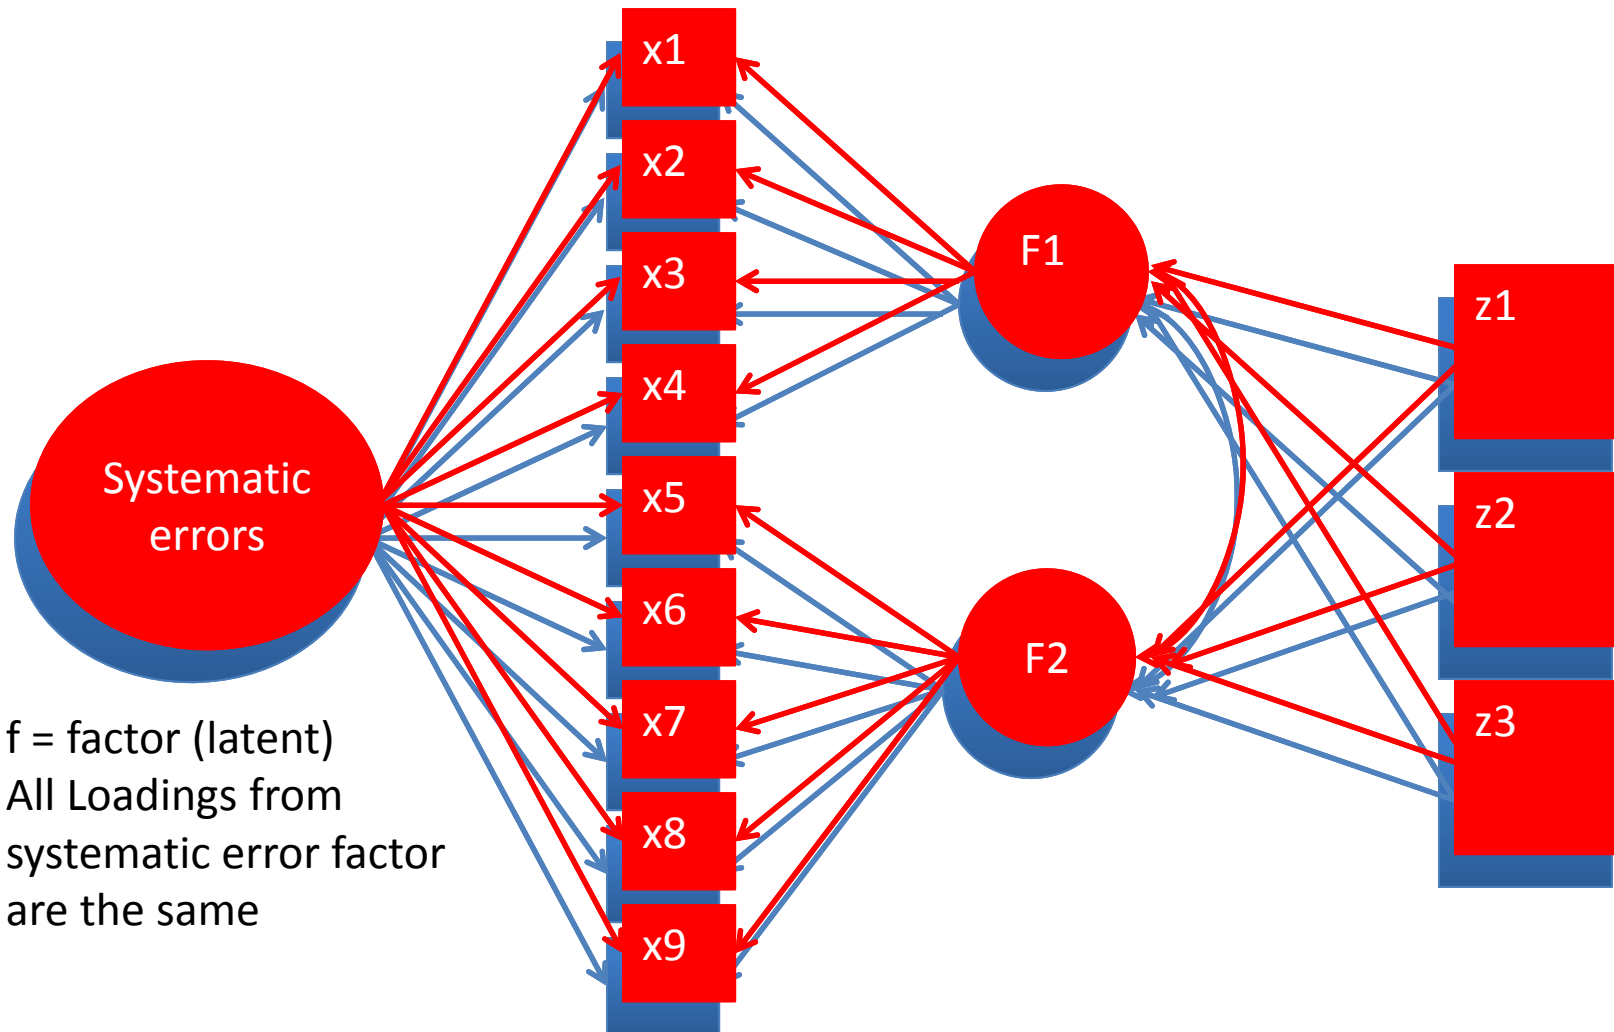 x1
x2
x3
x4
x5
x6
x7
x8
x9
F1
F2
z1
z2
z3
Systematic
errors
f = factor (latent)
All Loadings from
systematic error factor
are the same